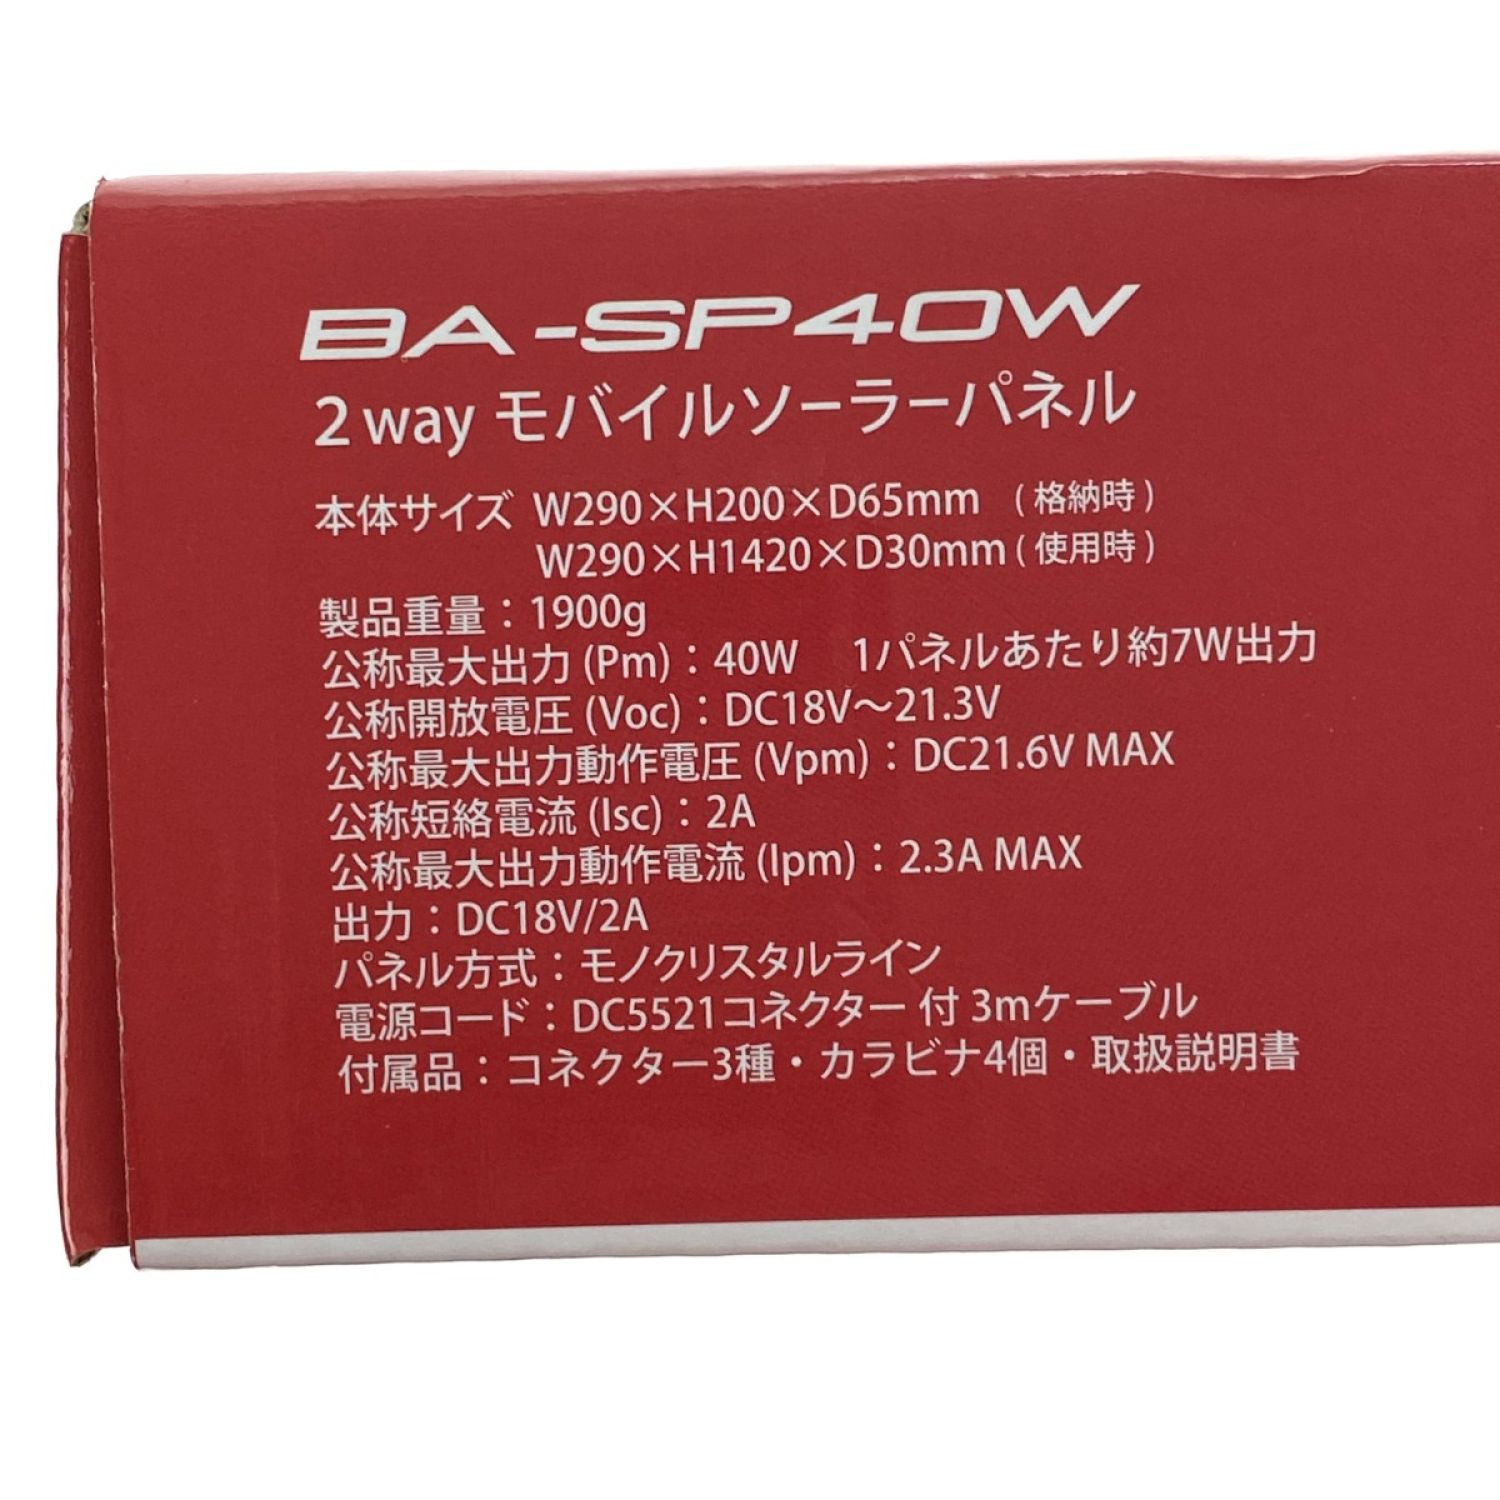 BA-SP40W
2way モバイルソーラーパネル
本体サイズ W290×H200×D65mm (格納時)
W290×H1420×D30mm (使用時)
製品重量：1900g
公称最大出力 (Pm)：40W 1パネルあたり約7W出力
公称開放電圧 (Voc)：DC18V〜21.3V
公称最大出力動作電圧 (Vpm)：DC21.6V MAX
公称短絡電流 (Isc)：2A
公称最大出力動作電流 (Ipm)：2.3A MAX
出力：DC18V/2A
パネル方式：モノクリスタルライン
電源コード：DC5521コネクター 付 3mケーブル
付属品：コネクター3種・カラビナ4個・取扱説明書